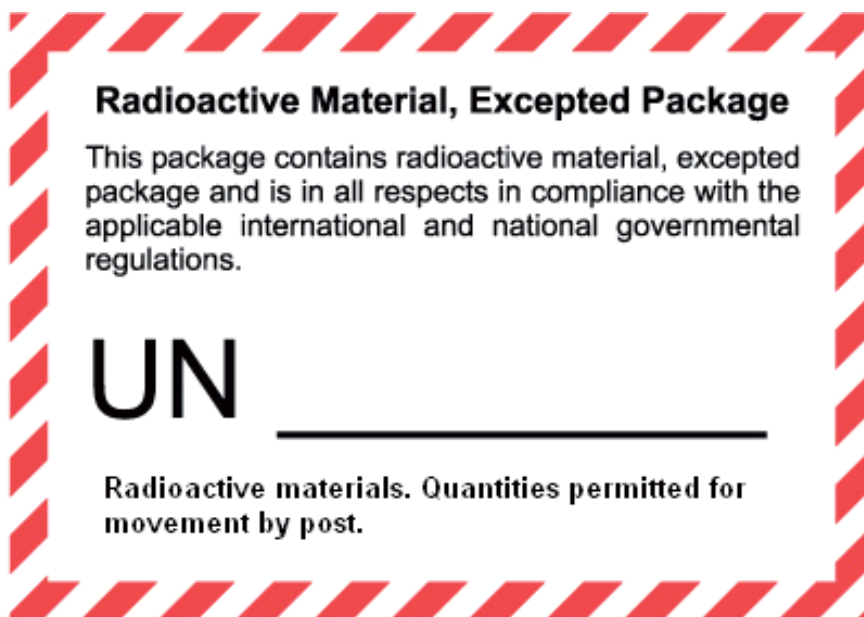 Radioactive Material, Excepted Package
This package contains radioactive material, excepted
package and is in all respects in compliance with the
applicable international and national governmental
regulations.
UN
Radioactive materials. Quantities permitted for
movement by post.